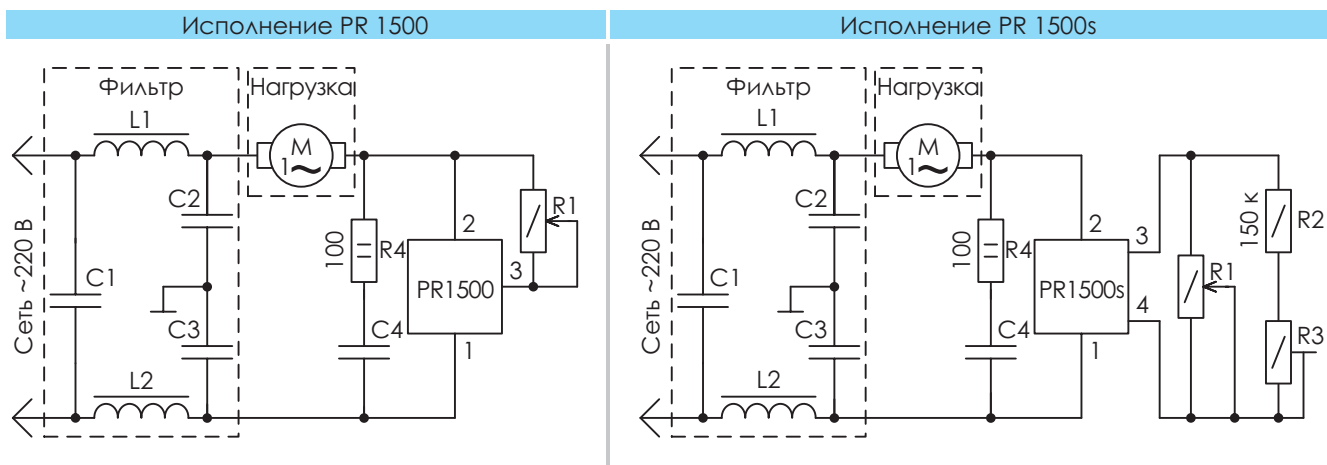 Исполнение PR 1500
Фильтр
Нагрузка
L1
M
1
C2
R1
100
R4
2
3
PR1500
Сеть ~220 В
C1
C3
C4
1
L2
Исполнение PR 1500s
Фильтр
Нагрузка
L1
M
1
C2
2
3
150 к
R2
100
R4
R1
PR1500s
4
Сеть ~220 В
C1
C3
C4
1
R3
L2